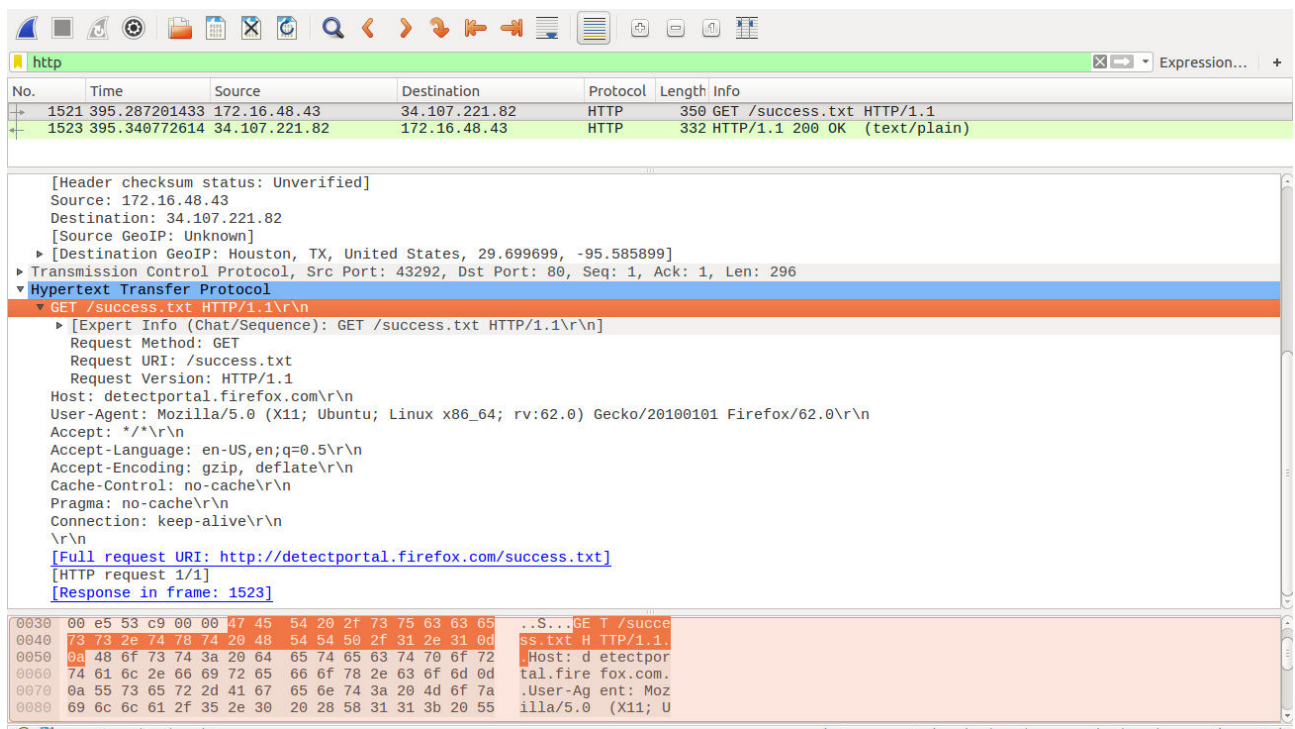 http Expression... +
No. Time Source Destination Protocol Length Info
1521 395.287201433 172.16.48.43 34.107.221.82 HTTP 350 GET /success.txt HTTP/1.1
1523 395.340772614 34.107.221.82 172.16.48.43 HTTP 332 HTTP/1.1 200 OK (text/plain)
[Header checksum status: Unverified]
Source: 172.16.48.43
Destination: 34.107.221.82
[Source GeoIP: Unknown]
[Destination GeoIP: Houston, TX, United States, 29.699699, -95.585899]
Transmission Control Protocol, Src Port: 43292, Dst Port: 80, Seq: 1, Ack: 1, Len: 296
Hypertext Transfer Protocol
GET /success.txt HTTP/1.1\r\n
[Expert Info (Chat/Sequence): GET /success.txt HTTP/1.1\r\n]
Request Method: GET
Request URI: /success.txt
Request Version: HTTP/1.1
Host: detectportal.firefox.com\r\n
User-Agent: Mozilla/5.0 (X11; Ubuntu; Linux x86_64; rv:62.0) Gecko/20100101 Firefox/62.0\r\n
Accept: */*\r\n
Accept-Language: en-US,en;q=0.5\r\n
Accept-Encoding: gzip, deflate\r\n
Cache-Control: no-cache\r\n
Pragma: no-cache\r\n
Connection: keep-alive\r\n
\r\n
[Full request URI: http://detectportal.firefox.com/success.txt]
[HTTP request 1/1]
[Response in frame: 1523]
0030 00 e5 53 c9 00 00 47 45 54 20 2f 73 75 63 63 65 ..S...GE T /succe
0040 73 73 2e 74 78 74 20 48 54 54 50 2f 31 2e 31 0d ss.txt H TTP/1.1.
0050 0a 48 6f 73 74 3a 20 64 65 74 65 63 74 70 6f 72 .Host: d etectpor
0060 74 61 6c 2e 66 69 72 65 66 6f 78 2e 63 6f 6d 0d tal.fire fox.com.
0070 0a 55 73 65 72 2d 41 67 65 6e 74 3a 20 4d 6f 7a .User-Ag ent: Moz
0080 69 6c 6c 61 2f 35 2e 30 20 28 58 31 31 3b 20 55 illa/5.0 (X11; U